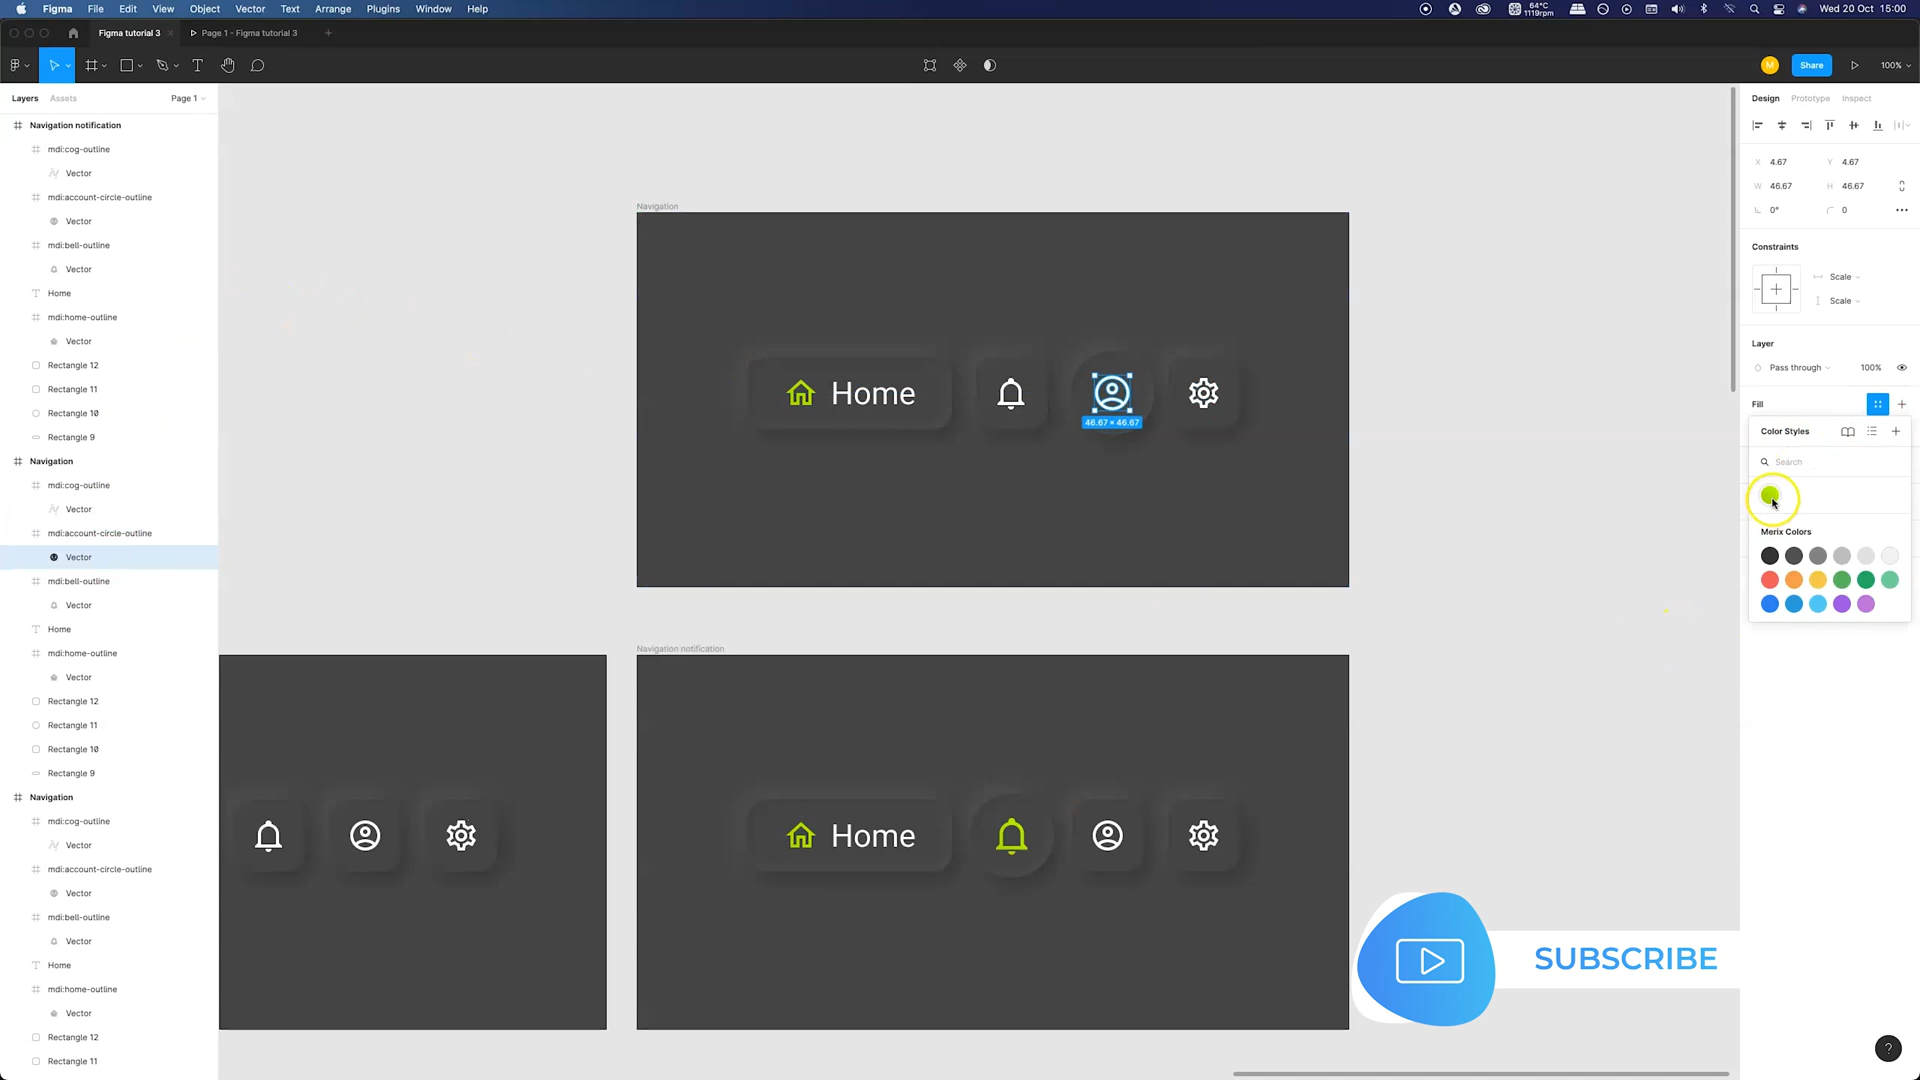 Figma File Edit View Object Vector Text Arrange Plugins Window Help
64°C
1119rpm
Wed 20 Oct 15:00
Figma tutorial 3
Page 1 - Figma tutorial 3
M
Share
100%
Layers Assets Page 1
Design Prototype Inspect
Navigation notification
mdi:cog-outline
Vector
mdi:account-circle-outline
Vector
mdi:bell-outline
Vector
Home
mdi:home-outline
Vector
Rectangle 12
Rectangle 11
Rectangle 10
Rectangle 9
Navigation
mdi:cog-outline
Vector
mdi:account-circle-outline
Vector
mdi:bell-outline
Vector
Home
mdi:home-outline
Vector
Rectangle 12
Rectangle 11
Rectangle 10
Rectangle 9
Navigation
mdi:cog-outline
Vector
mdi:account-circle-outline
Vector
mdi:bell-outline
Vector
Home
mdi:home-outline
Vector
Rectangle 12
Rectangle 11
Navigation
Home
46.67 × 46.67
Navigation notification
Home
SUBSCRIBE
X 4.67 Y 4.67
W 46.67 H 46.67
0° 0
Constraints
Scale
Scale
Layer
Pass through 100%
Fill
Color Styles
Search
Merix Colors
?